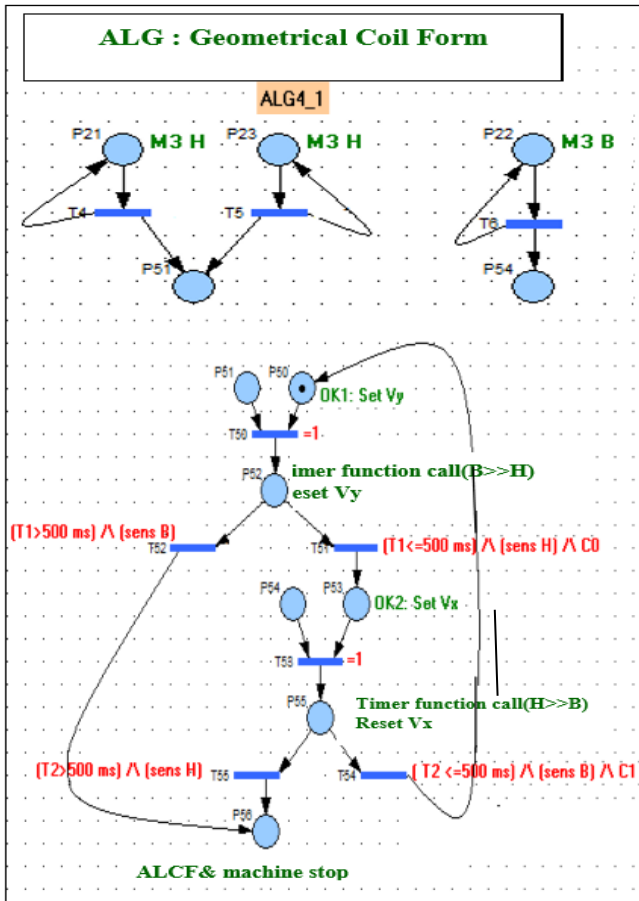 ALG : Geometrical Coil Form
ALG4_1
P21
M3 H
P23
M3 H
P22
M3 B
T4
T5
T6
P51
P54
P51
P50
OK1: Set Vy
T50
=1
P52
imer function call(B>>H)
eset Vy
(T1>500 ms) /\ (sens B)
T52
T51
(T1<=500 ms) /\ (sens H) /\ C0
P54
P53
OK2: Set Vx
T53
=1
P55
Timer function call(H>>B)
Reset Vx
(T2>500 ms) /\ (sens H)
T55
T54
( T2 <=500 ms) /\ (sens B) /\ C1
P56
ALCF& machine stop